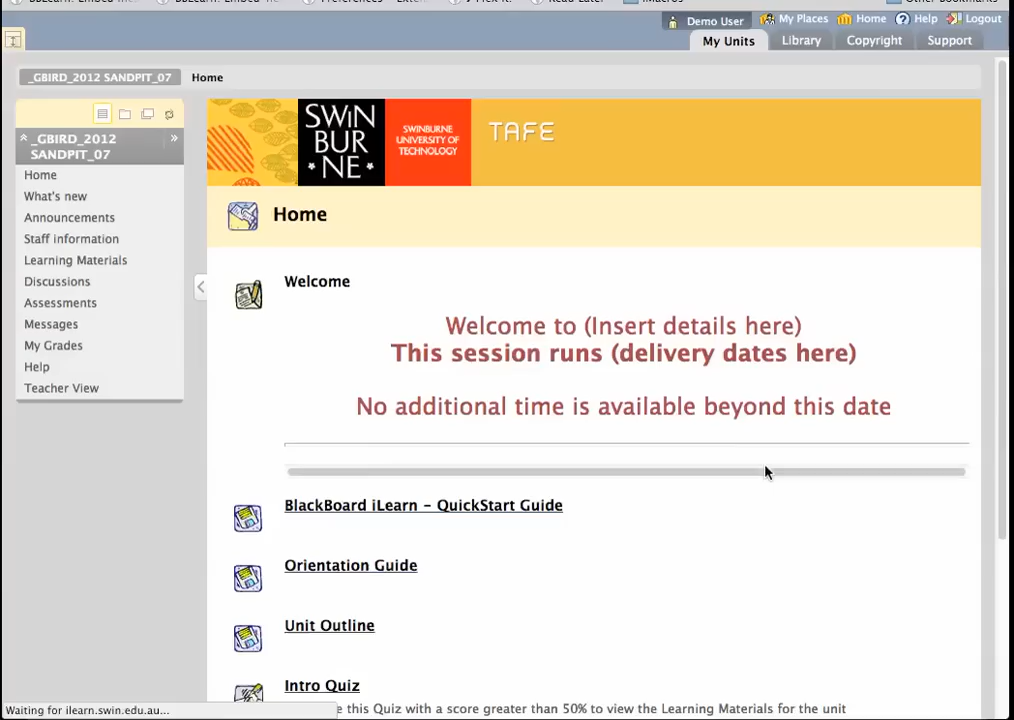 Demo User
My Places
Home
Help
Logout
My Units
Library
Copyright
Support
_GBIRD_2012 SANDPIT_07
Home
_GBIRD_2012
SANDPIT_07
Home
What's new
Announcements
Staff information
Learning Materials
Discussions
Assessments
Messages
My Grades
Help
Teacher View
SWIN
BUR
NE
SWINBURNE
UNIVERSITY OF
TECHNOLOGY
TAFE
Home
Welcome
Welcome to (Insert details here)
This session runs (delivery dates here)
No additional time is available beyond this date
BlackBoard iLearn - QuickStart Guide
Orientation Guide
Unit Outline
Intro Quiz
this Quiz with a score greater than 50% to view the Learning Materials for the unit
Waiting for ilearn.swin.edu.au...